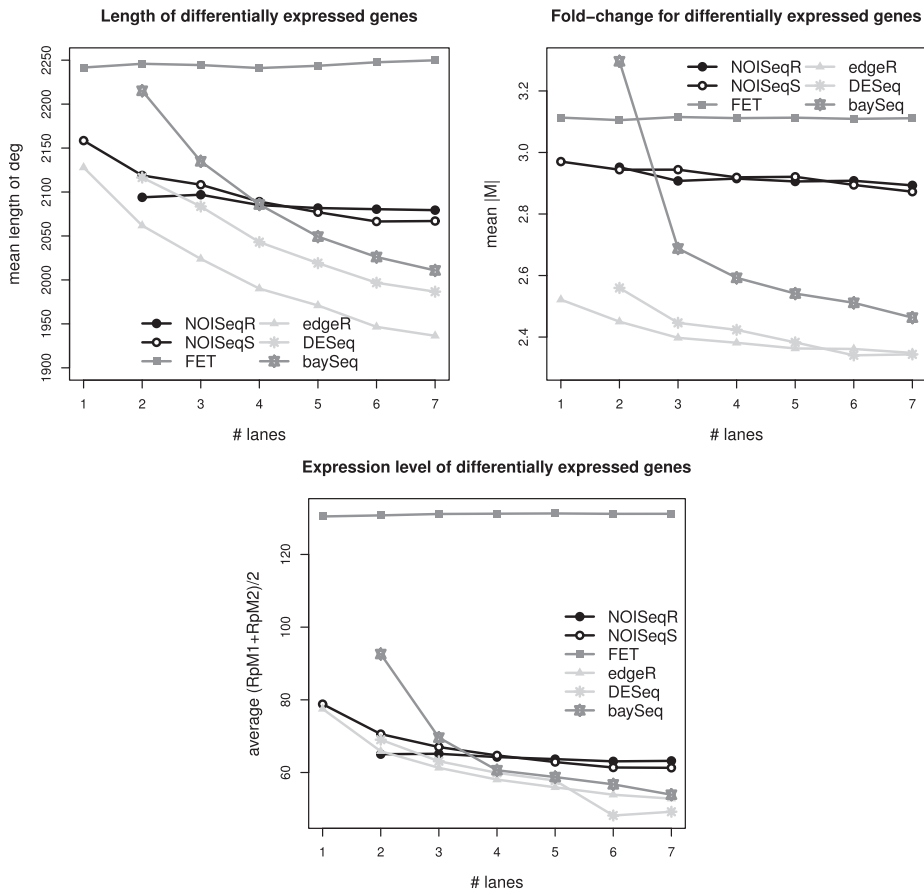 Length of differentially expressed genes
mean length of deg
1900 1950 2000 2050 2100 2150 2200 2250
NOISeqR
NOISeqS
FET
edgeR
DESeq
baySeq
1 2 3 4 5 6 7
# lanes
Fold−change for differentially expressed genes
mean |M|
2.4 2.6 2.8 3.0 3.2
NOISeqR
NOISeqS
FET
edgeR
DESeq
baySeq
1 2 3 4 5 6 7
# lanes
Expression level of differentially expressed genes
average (RpM1+RpM2)/2
60 80 100 120
NOISeqR
NOISeqS
FET
edgeR
DESeq
baySeq
1 2 3 4 5 6 7
# lanes